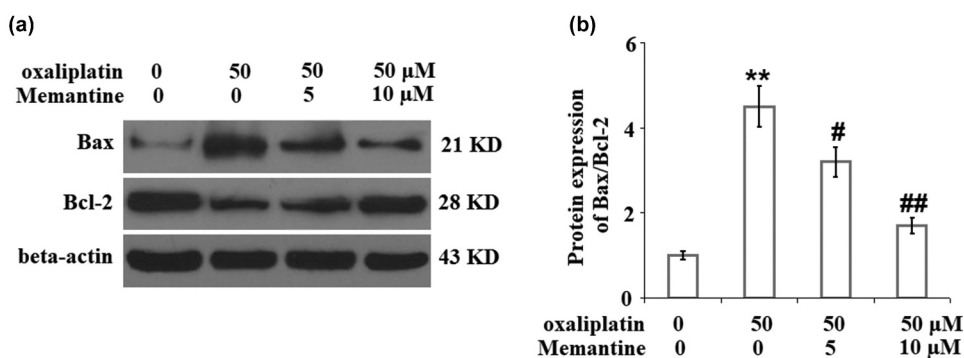 (a)
oxaliplatin 0 50 50 50 μM
Memantine 0 0 5 10 μM
Bax 21 KD
Bcl-2 28 KD
beta-actin 43 KD
(b)
Protein expression
of Bax/Bcl-2
6
4
2
0
**
#
##
oxaliplatin 0 50 50 50 μM
Memantine 0 0 5 10 μM